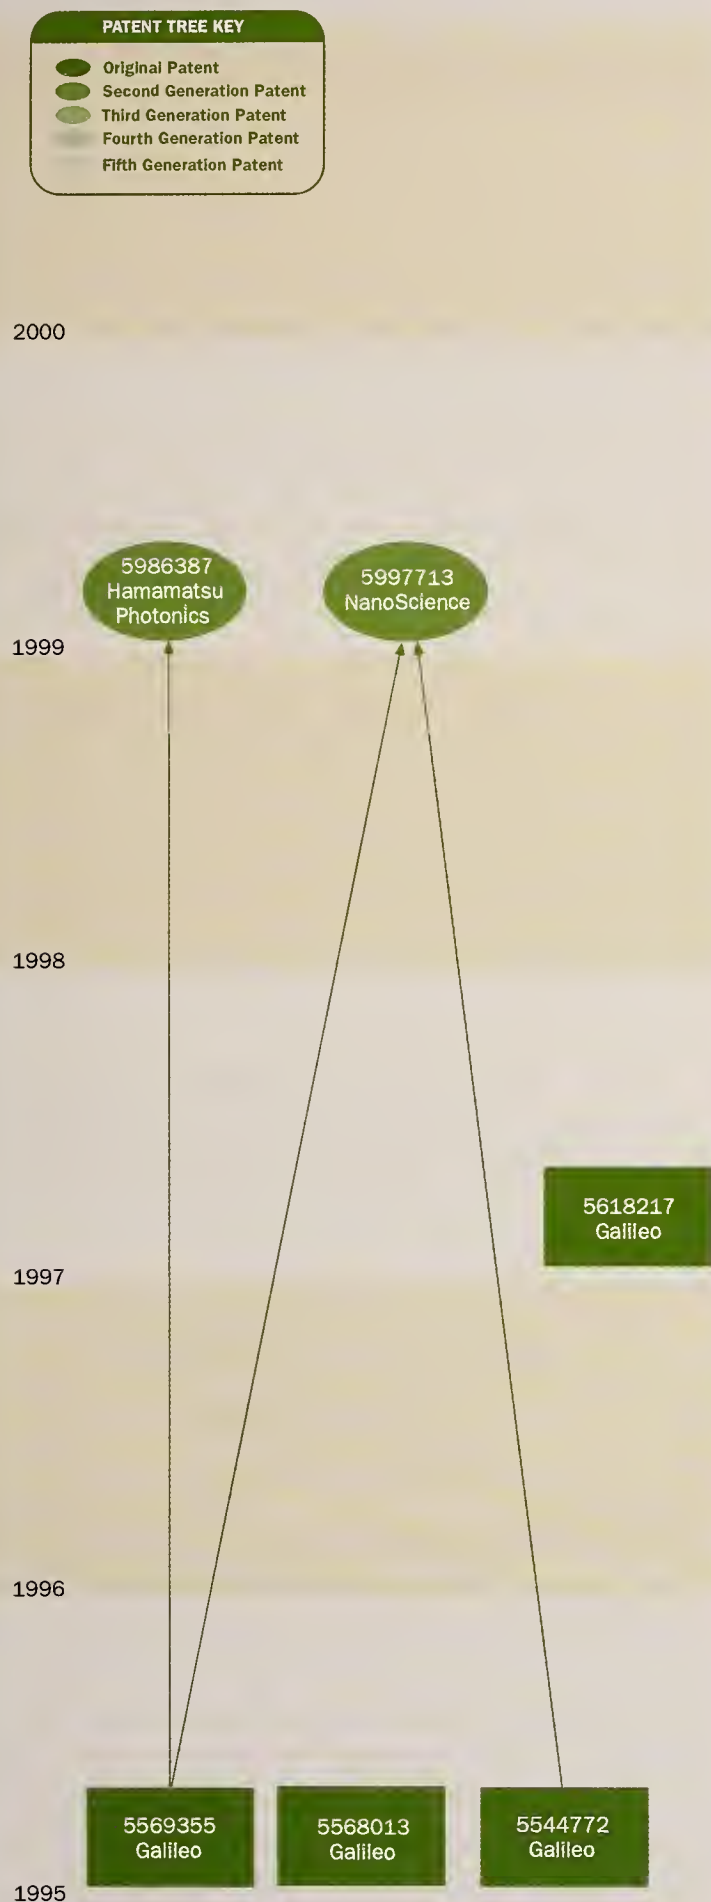 PATENT TREE KEY
Original Patent
Second Generation Patent
Third Generation Patent
Fourth Generation Patent
Fifth Generation Patent
2000
5986387
Hamamatsu
Photonics
5997713
NanoScience
1999
1998
5618217
Galileo
1997
1996
5569355
Galileo
5568013
Galileo
5544772
Galileo
1995